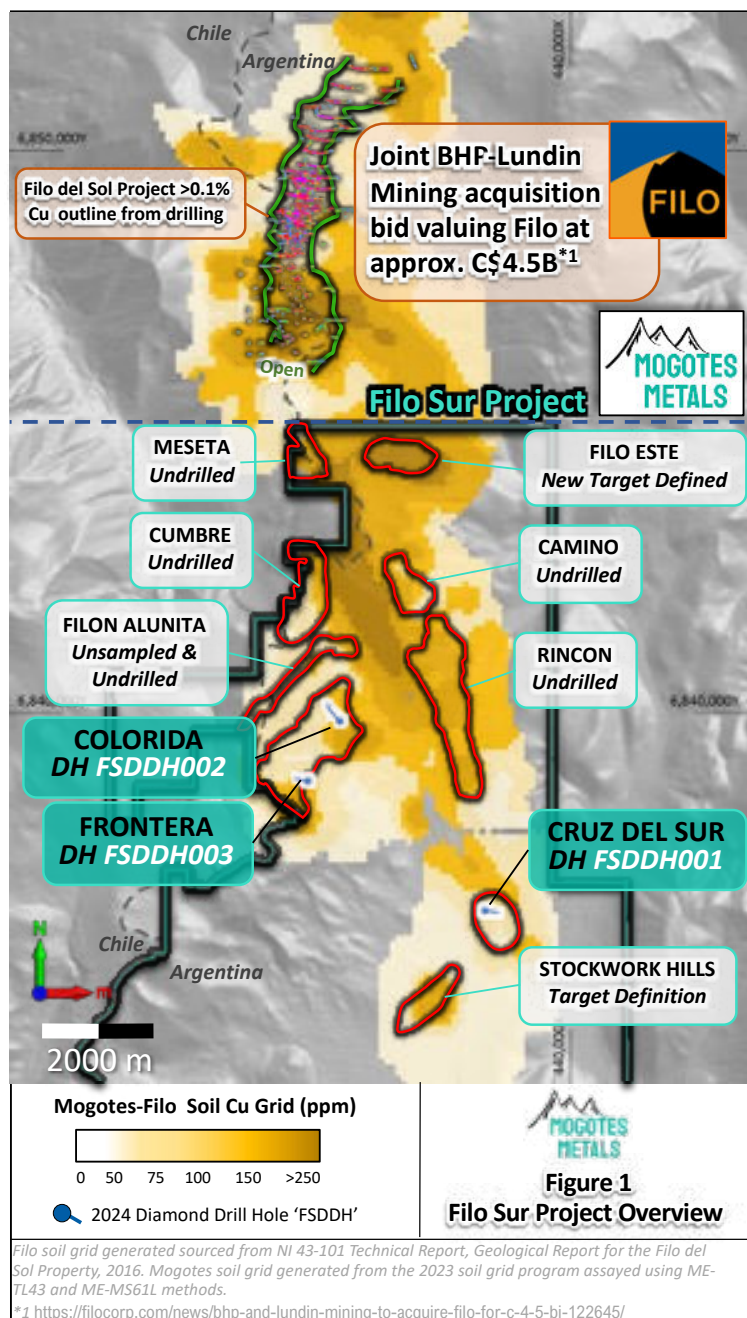 Chile
Argentina
440,000X
6,850,000Y
Joint BHP-Lundin
Mining acquisition
bid valuing Filo at
approx. C$4.5B*1
FILO
Filo del Sol Project >0.1%
Cu outline from drilling
Open
MOGOTES
METALS
Filo Sur Project
MESETA
Undrilled
FILO ESTE
New Target Defined
CUMBRE
Undrilled
CAMINO
Undrilled
FILON ALUNITA
Unsampled &
Undrilled
RINCON
Undrilled
6,840,000Y
6,840,000Y
COLORIDA
DH FSDDH002
FRONTERA
DH FSDDH003
CRUZ DEL SUR
DH FSDDH001
N
m
Chile
Argentina
STOCKWORK HILLS
Target Definition
440,000X
2000 m
Mogotes-Filo Soil Cu Grid (ppm)
0 50 75 100 150 >250
2024 Diamond Drill Hole ‘FSDDH’
MOGOTES
METALS
Figure 1
Filo Sur Project Overview
Filo soil grid generated sourced from NI 43-101 Technical Report, Geological Report for the Filo del
Sol Property, 2016. Mogotes soil grid generated from the 2023 soil grid program assayed using ME-
TL43 and ME-MS61L methods.
*1 https://filocorp.com/news/bhp-and-lundin-mining-to-acquire-filo-for-c-4-5-bi-122645/